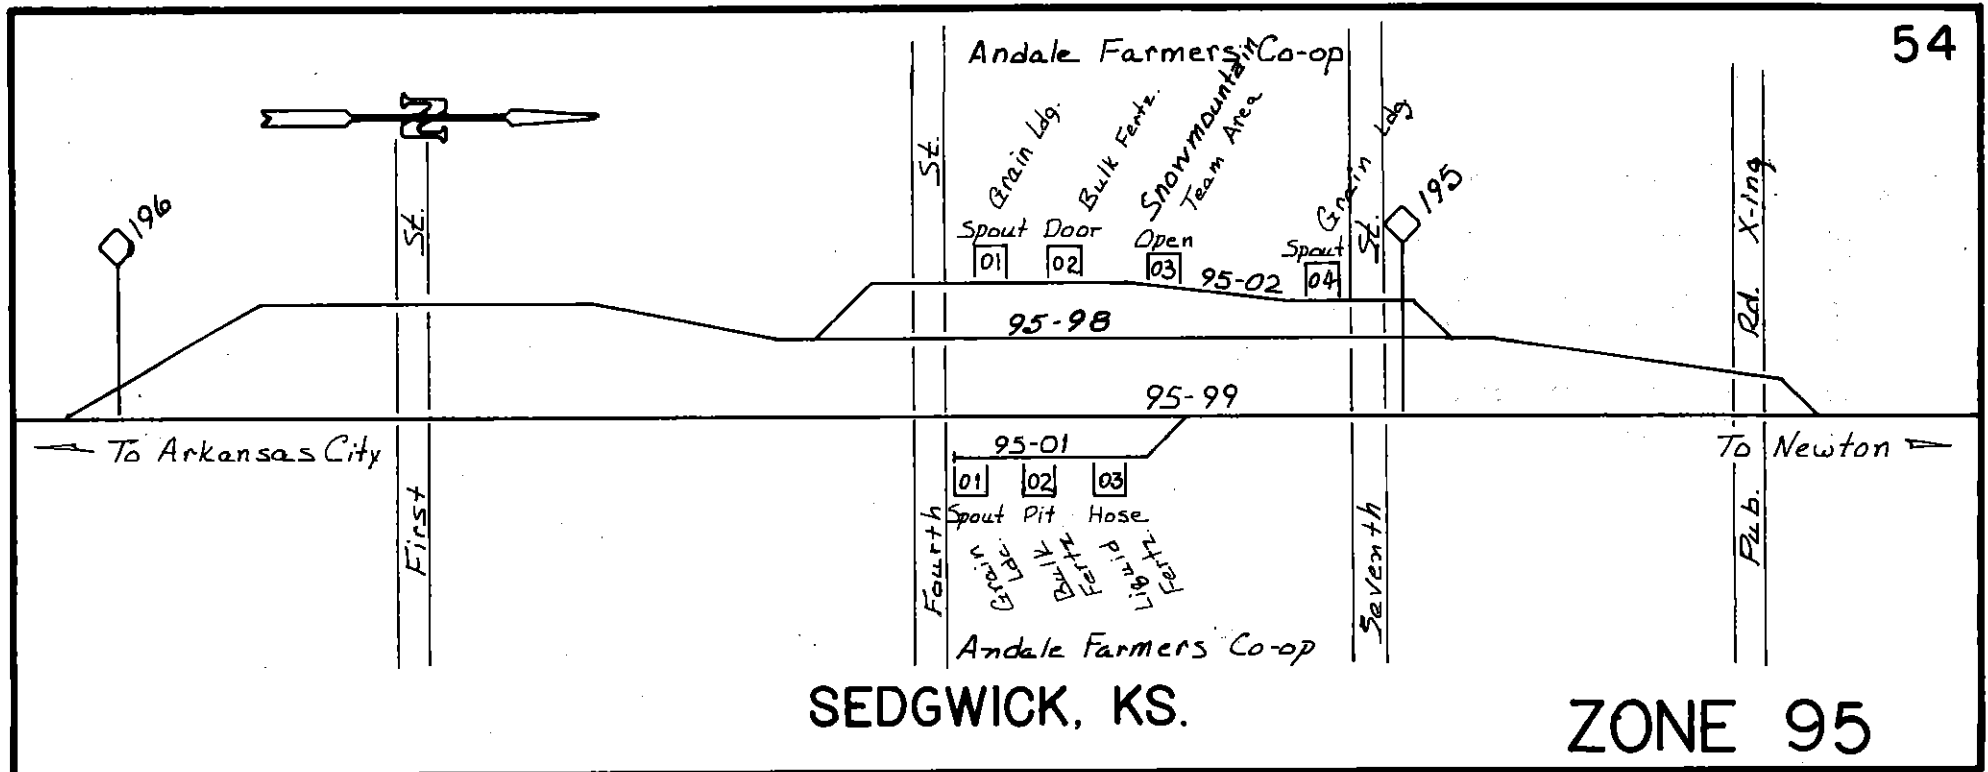 54
Andale Farmers Co-op
N
Grain Ldg.
Bulk Fertz.
Snowmountain
Team Area
Grain Ldg
196
195
St.
St.
St.
Rd. X-ing
Spout
Door
Open
Spout
01
02
03
04
95-02
95-98
95-99
To Arkansas City
To Newton
95-01
01
02
03
Spout
Pit
Hose
Grain
Ldg.
Bulk
Fertz
Liquid
Fertz.
First
Fourth
Seventh
Pub.
Andale Farmers Co-op
SEDGWICK, KS.
ZONE 95